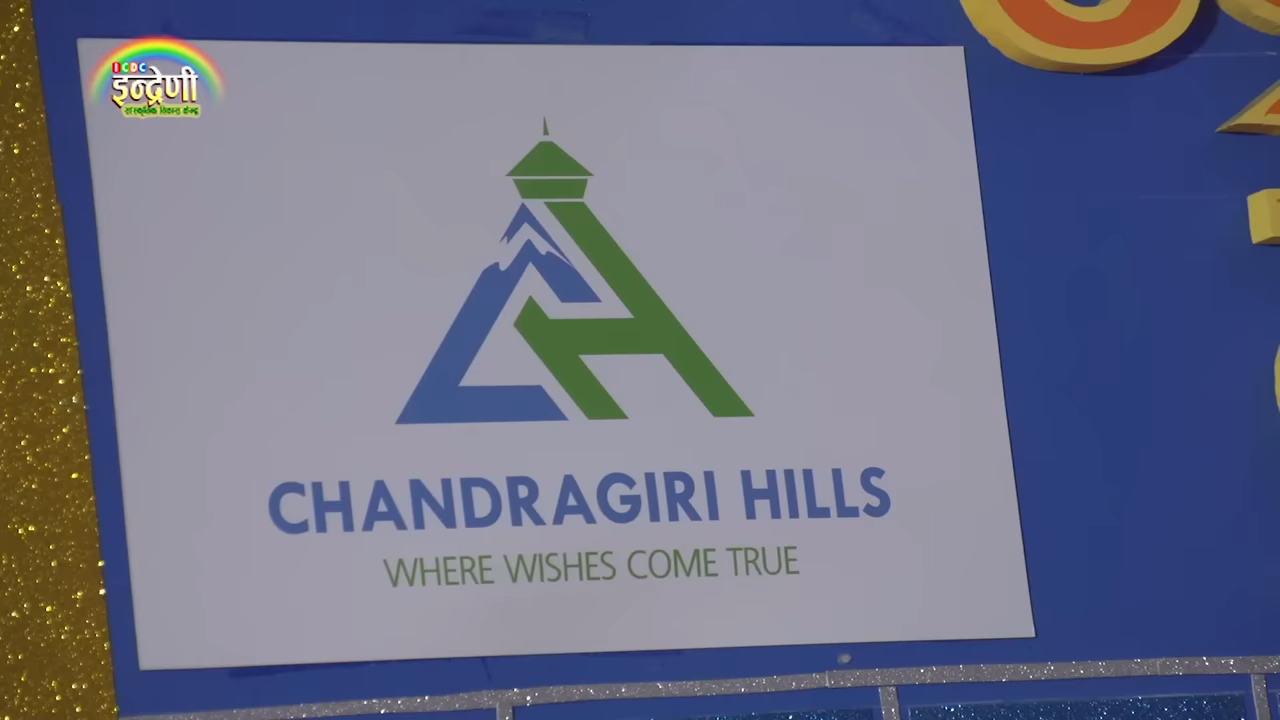 ICDC
इन्द्रेणी
सांस्कृतिक विकास केन्द्र
CHANDRAGIRI HILLS
WHERE WISHES COME TRUE